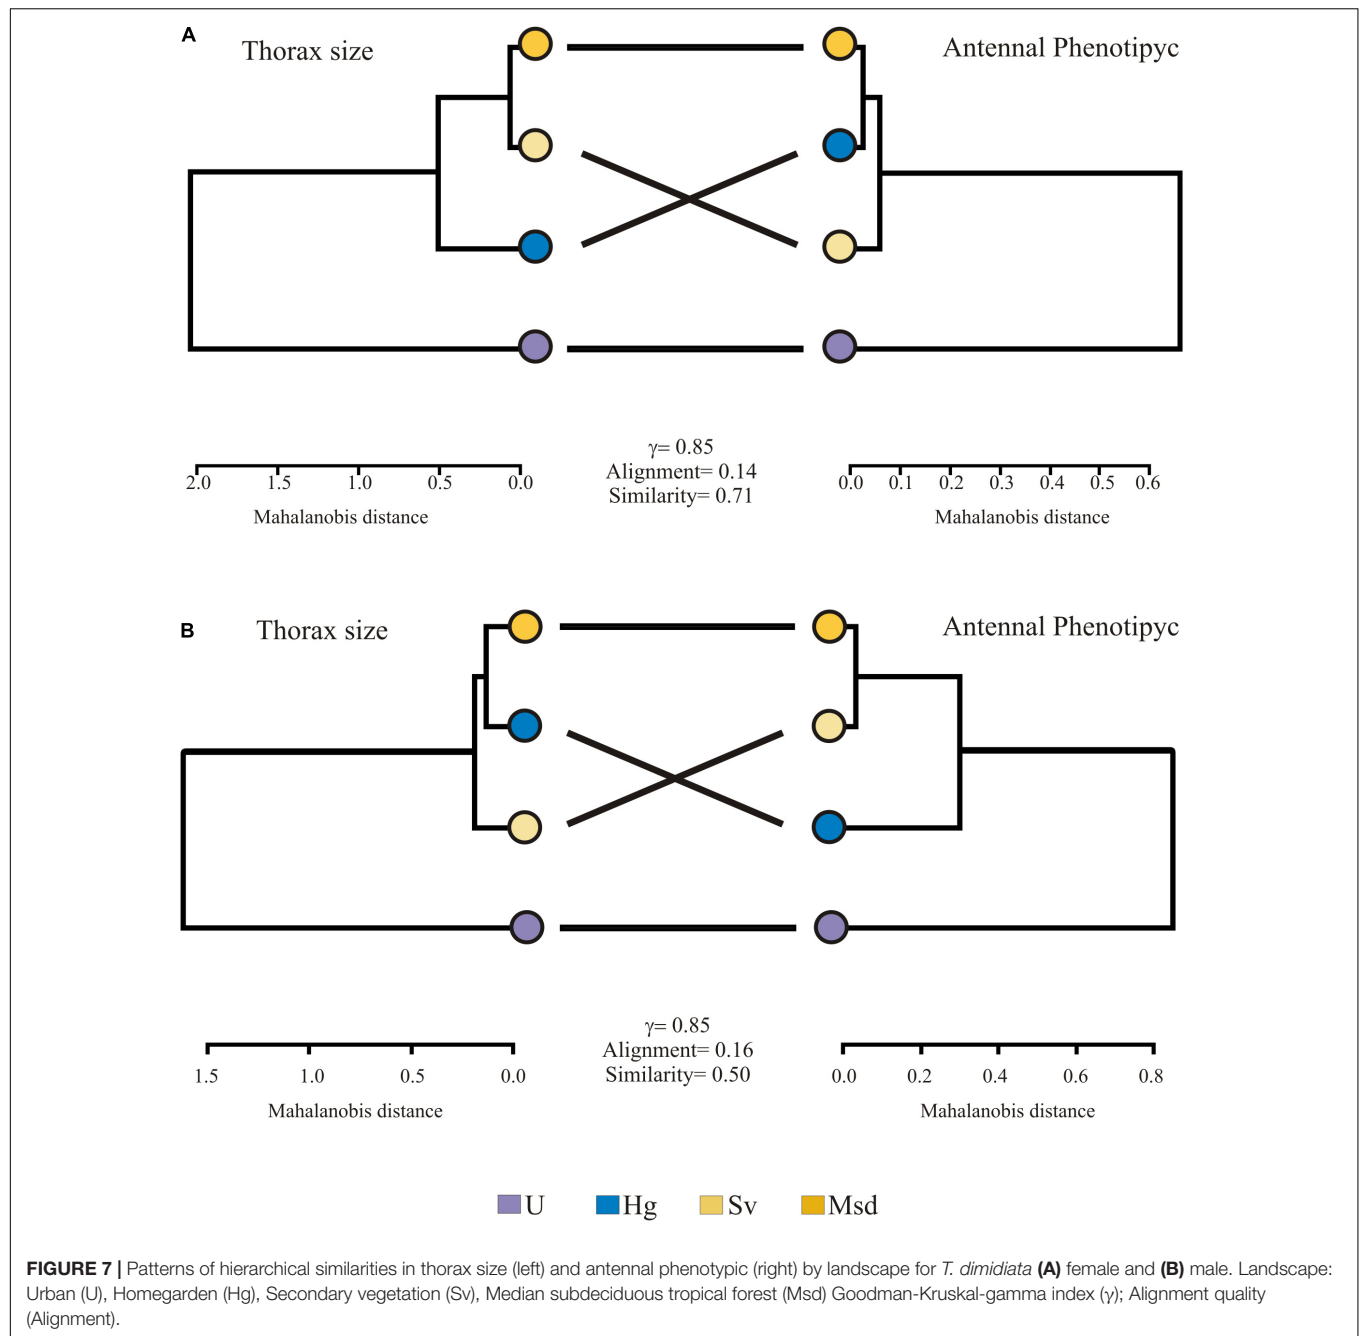 A
Thorax size
Antennal Phenotipyc
γ= 0.85
Alignment= 0.14
Similarity= 0.71
2.0 1.5 1.0 0.5 0.0
0.0 0.1 0.2 0.3 0.4 0.5 0.6
Mahalanobis distance
Mahalanobis distance
B
Thorax size
Antennal Phenotipyc
γ= 0.85
Alignment= 0.16
Similarity= 0.50
1.5 1.0 0.5 0.0
0.0 0.2 0.4 0.6 0.8
Mahalanobis distance
Mahalanobis distance
U Hg Sv Msd
FIGURE 7 | Patterns of hierarchical similarities in thorax size (left) and antennal phenotypic (right) by landscape for T. dimidiata (A) female and (B) male. Landscape:
Urban (U), Homegarden (Hg), Secondary vegetation (Sv), Median subdeciduous tropical forest (Msd) Goodman-Kruskal-gamma index (γ); Alignment quality
(Alignment).